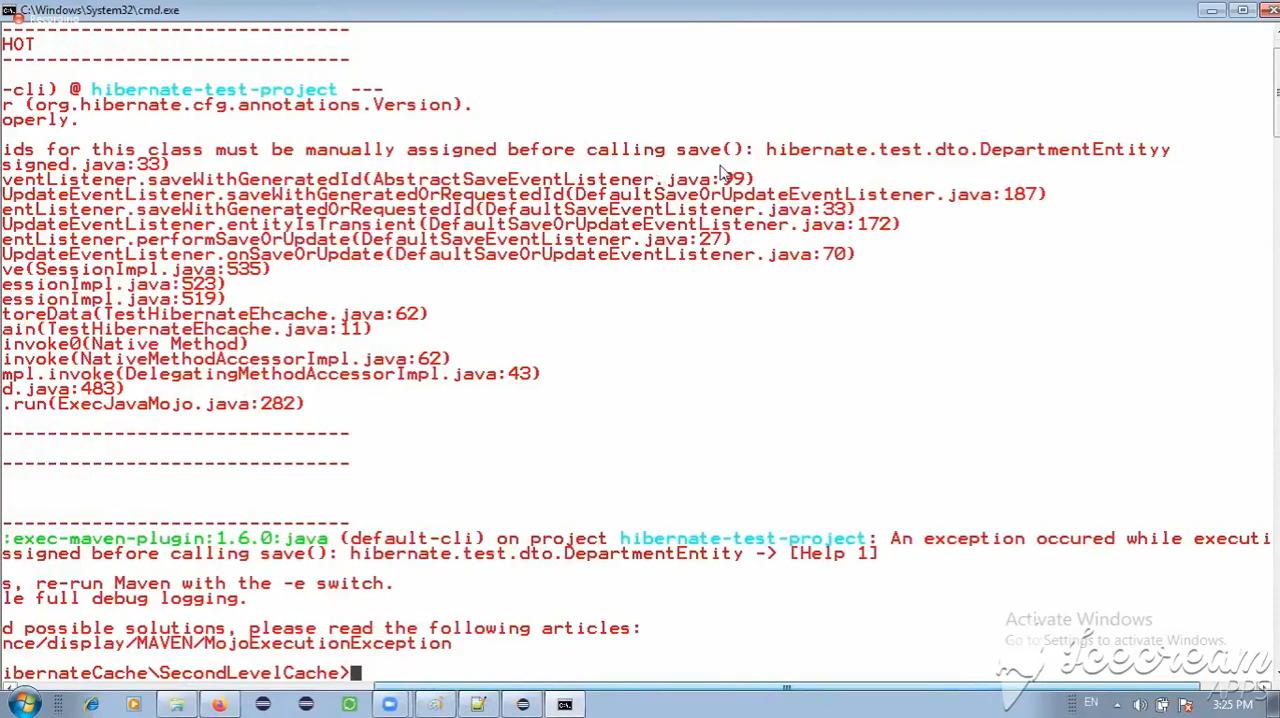 C:\Windows\System32\cmd.exe
Recording
-----------------------------
HOT
-----------------------------
-cli) @ hibernate-test-project ---
r (org.hibernate.cfg.annotations.Version).
operly.
ids for this class must be manually assigned before calling save(): hibernate.test.dto.DepartmentEntityy
signed.java:33)
ventListener.saveWithGeneratedId(AbstractSaveEventListener.java:99)
UpdateEventListener.saveWithGeneratedOrRequestedId(DefaultSaveOrUpdateEventListener.java:187)
entListener.saveWithGeneratedOrRequestedId(DefaultSaveEventListener.java:33)
UpdateEventListener.entityIsTransient(DefaultSaveOrUpdateEventListener.java:172)
entListener.performSaveOrUpdate(DefaultSaveEventListener.java:27)
UpdateEventListener.onSaveOrUpdate(DefaultSaveOrUpdateEventListener.java:70)
ve(SessionImpl.java:535)
essionImpl.java:523)
essionImpl.java:519)
toreData(TestHibernateEhcache.java:62)
ain(TestHibernateEhcache.java:11)
invoke0(Native Method)
invoke(NativeMethodAccessorImpl.java:62)
mpl.invoke(DelegatingMethodAccessorImpl.java:43)
d.java:483)
.run(ExecJavaMojo.java:282)
-----------------------------
-----------------------------
-----------------------------
:exec-maven-plugin:1.6.0:java (default-cli) on project hibernate-test-project: An exception occured while executi
ssigned before calling save(): hibernate.test.dto.DepartmentEntity -> [Help 1]
s, re-run Maven with the -e switch.
le full debug logging.
d possible solutions, please read the following articles:
nce/display/MAVEN/MojoExecutionException
ibernateCache\SecondLevelCache>
Activate Windows
Go to Settings to activate Windows.
Icecream
APPS
EN
3:25 PM